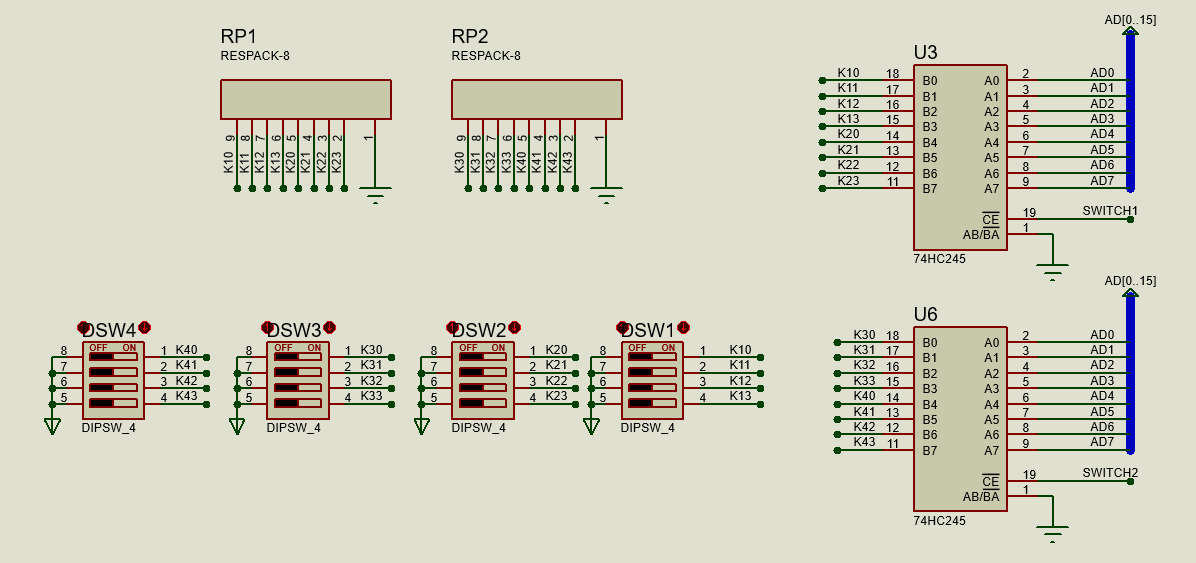 RP1
RESPACK-8
9 8 7 6 5 4 3 2 1
K10 K11 K12 K13 K20 K21 K22 K23
RP2
RESPACK-8
9 8 7 6 5 4 3 2 1
K30 K31 K32 K33 K40 K41 K42 K43
AD[0..15]
U3
K10 18 B0 A0 2 AD0
K11 17 B1 A1 3 AD1
K12 16 B2 A2 4 AD2
K13 15 B3 A3 5 AD3
K20 14 B4 A4 6 AD4
K21 13 B5 A5 7 AD5
K22 12 B6 A6 8 AD6
K23 11 B7 A7 9 AD7
CE 19 SWITCH1
AB/BA 1
74HC245
DSW4
OFF ON
8 1 K40
7 2 K41
6 3 K42
5 4 K43
DIPSW_4
DSW3
OFF ON
8 1 K30
7 2 K31
6 3 K32
5 4 K33
DIPSW_4
DSW2
OFF ON
8 1 K20
7 2 K21
6 3 K22
5 4 K23
DIPSW_4
DSW1
OFF ON
8 1 K10
7 2 K11
6 3 K12
5 4 K13
DIPSW_4
AD[0..15]
U6
K30 18 B0 A0 2 AD0
K31 17 B1 A1 3 AD1
K32 16 B2 A2 4 AD2
K33 15 B3 A3 5 AD3
K40 14 B4 A4 6 AD4
K41 13 B5 A5 7 AD5
K42 12 B6 A6 8 AD6
K43 11 B7 A7 9 AD7
CE 19 SWITCH2
AB/BA 1
74HC245